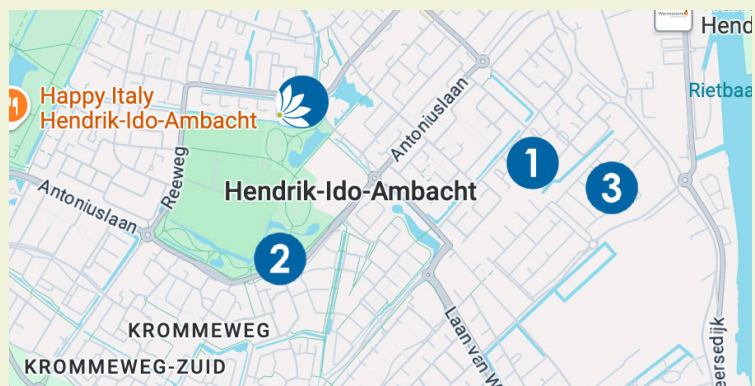 Hend
Rietbaa
Happy Italy
Hendrik-Ido-Ambacht
Antoniuslaan
1
3
Reeweg
Hendrik-Ido-Ambacht
Antoniuslaan
2
KROMMEWEG
Laan van W
KROMMEWEG-ZUID
eersedijk